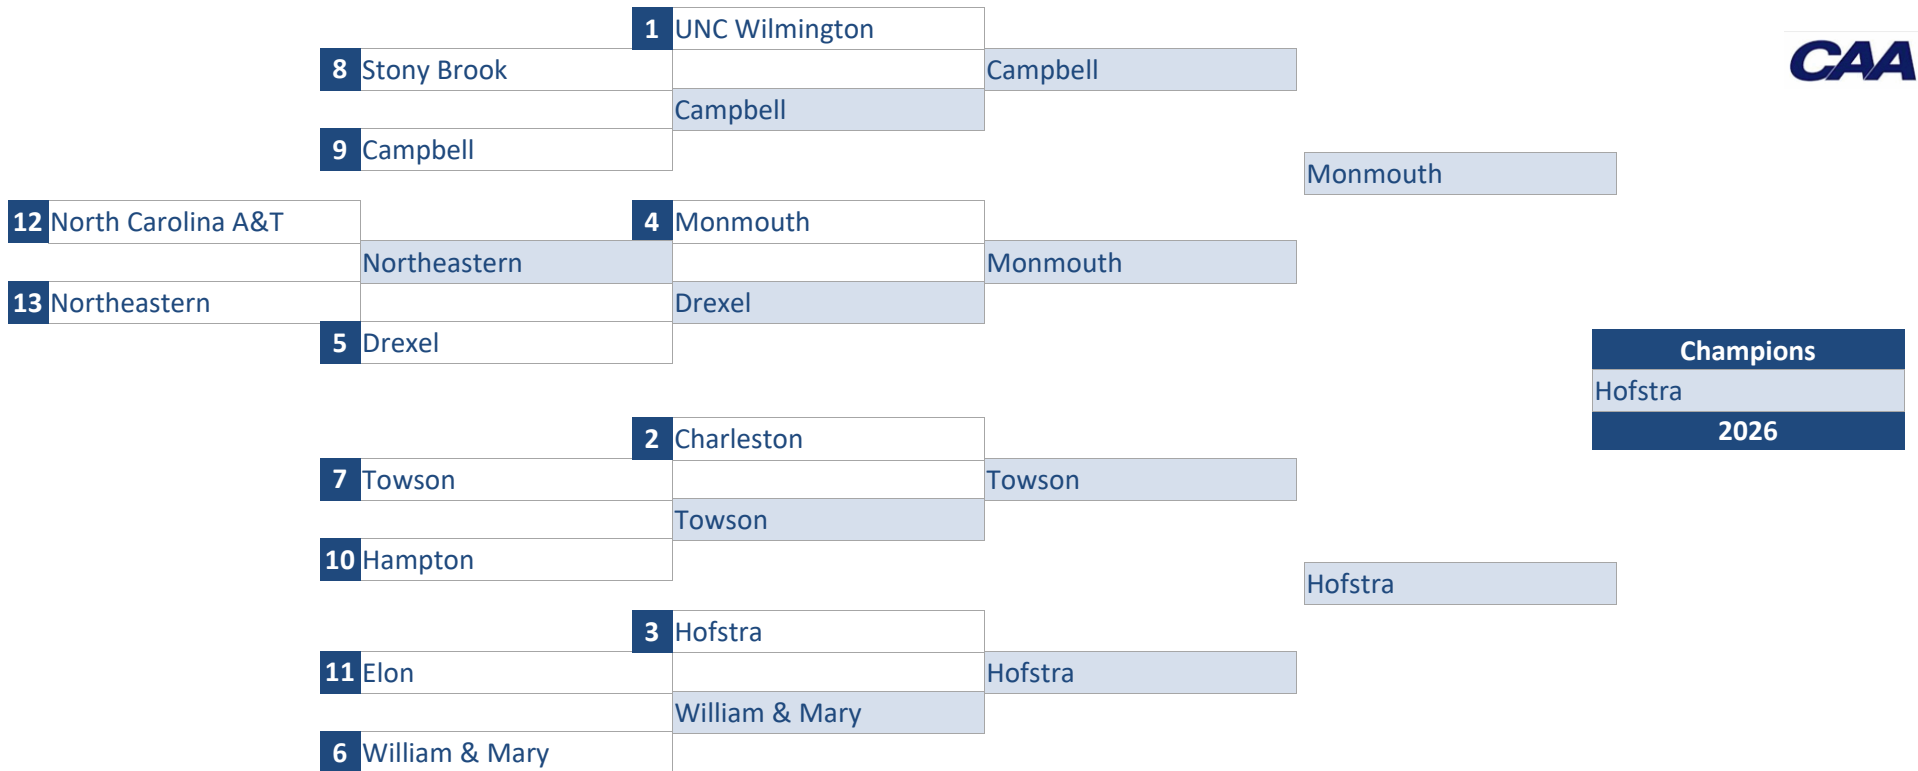 1 UNC Wilmington
8 Stony Brook
Campbell
CAA
Campbell
9 Campbell
Monmouth
12 North Carolina A&T
4 Monmouth
Northeastern
Monmouth
13 Northeastern
Drexel
5 Drexel
Champions
Hofstra
2026
2 Charleston
7 Towson
Towson
Towson
10 Hampton
Hofstra
3 Hofstra
11 Elon
Hofstra
William & Mary
6 William & Mary